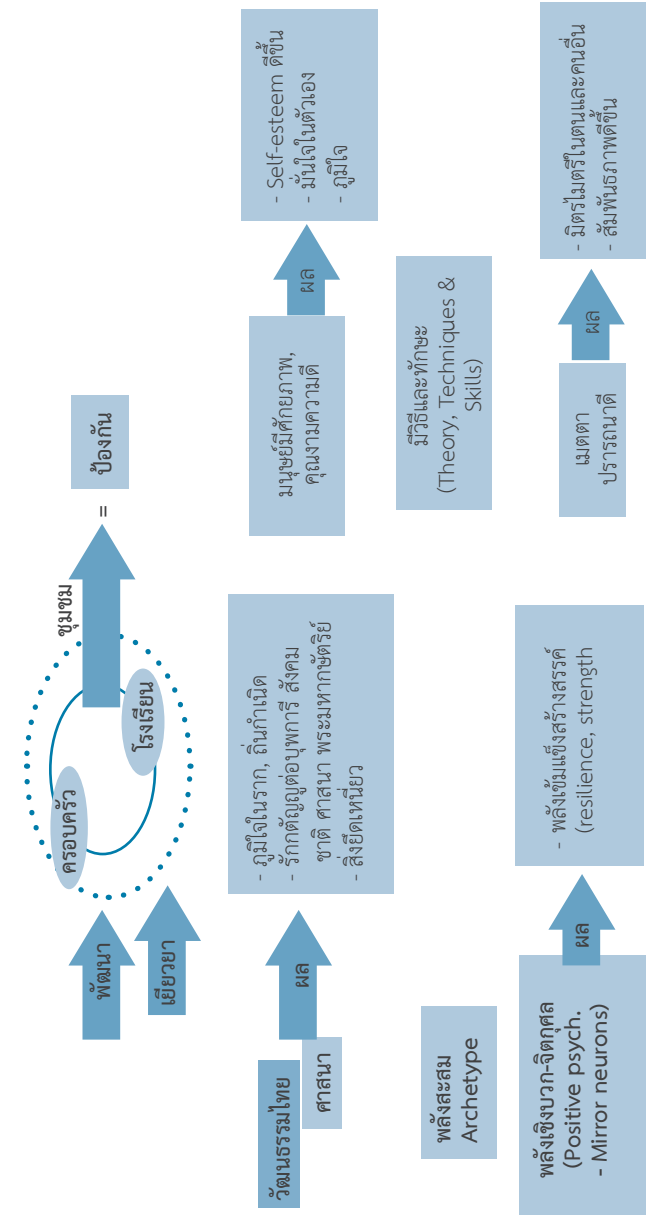 พัฒนา
เยียวยา
ครอบครัว
โรงเรียน
ชุมชม
=
ป้องกัน
วัฒนธรรมไทย
ศาสนา
ผล
- ภูมิใจในราก, ถิ่นกำเนิด
- รักกตัญญูต่อบุพการี สังคม
ชาติ ศาสนา พระมหากษัตริย์
- สิ่งยึดเหนี่ยว
มนุษย์มีศักยภาพ,
คุณงามความดี
ผล
- Self-esteem ดีขึ้น
- มั่นใจในตัวเอง
- ภูมิใจ
พลังสะสม
Archetype
มีวิธีและทักษะ
(Theory, Techniques &
Skills)
พลังเชิงบวก-จิตกุศล
(Positive psych.
- Mirror neurons)
ผล
- พลังเข้มแข็งสร้างสรรค์
(resilience, strength
เมตตา
ปรารถนาดี
ผล
- มิตรไมตรีในตนและคนอื่น
- สัมพันธภาพดีขึ้น